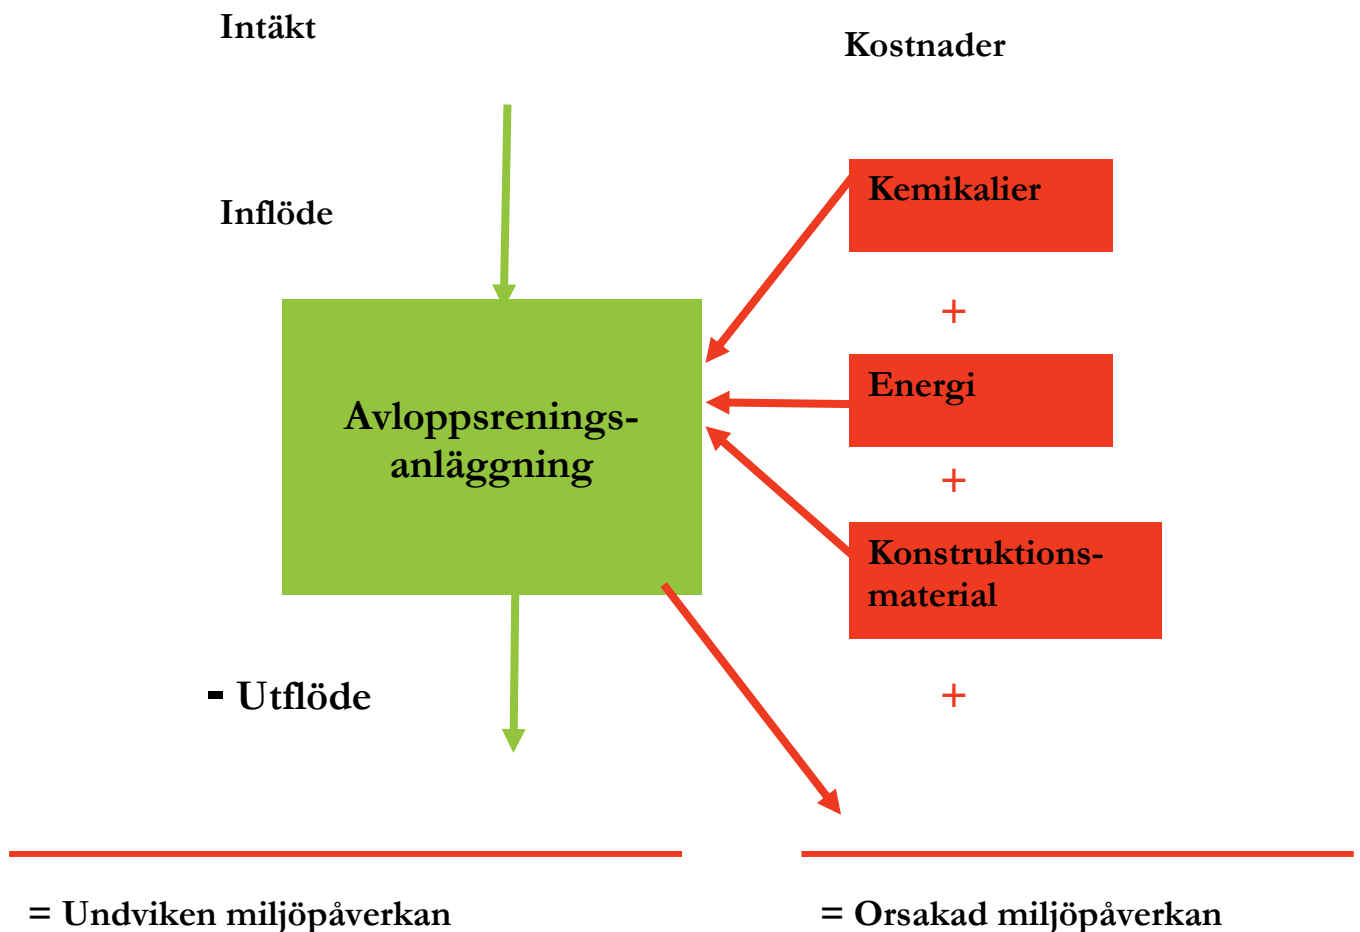 Intäkt
Kostnader
Inflöde
Kemikalier
+
Energi
+
Avloppsrenings-
anläggning
Konstruktions-
material
+
- Utflöde
= Undviken miljöpåverkan
= Orsakad miljöpåverkan